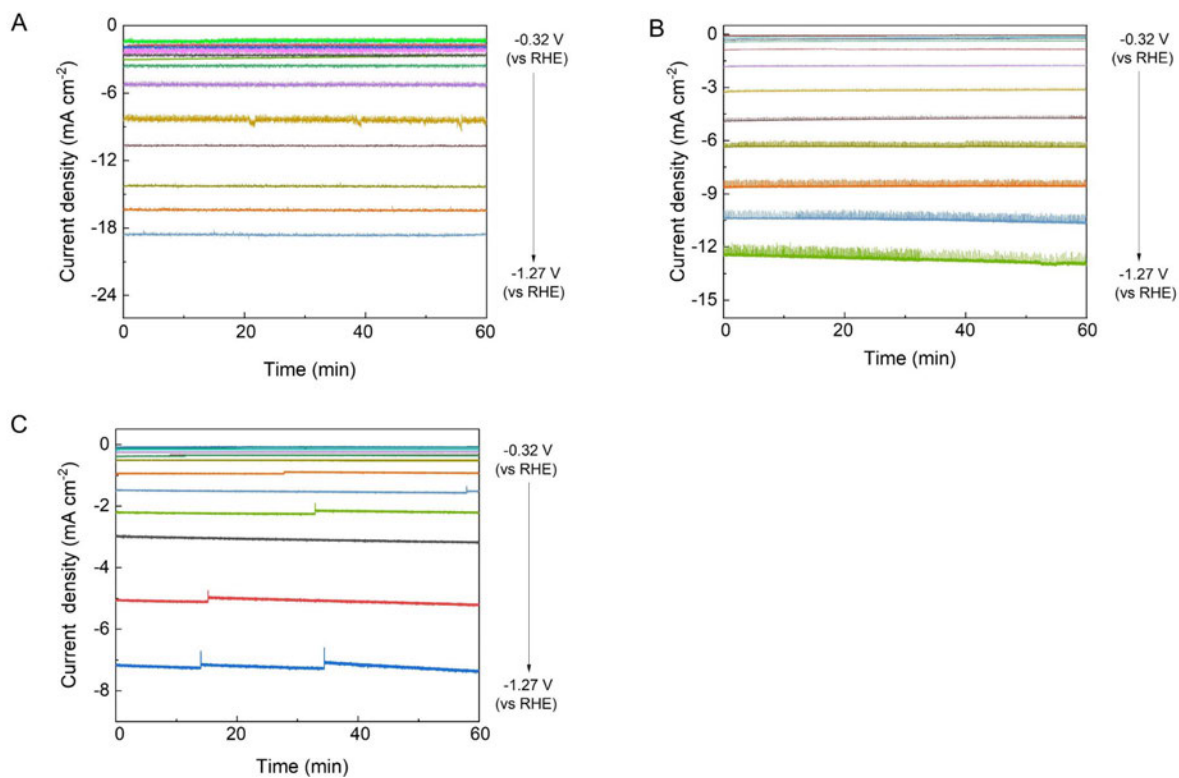 A
0
-6
-12
-18
-24
Current density (mA cm⁻²)
0 20 40 60
Time (min)
-0.32 V
(vs RHE)
-1.27 V
(vs RHE)
B
0
-3
-6
-9
-12
-15
Current density (mA cm⁻²)
0 20 40 60
Time (min)
-0.32 V
(vs RHE)
-1.27 V
(vs RHE)
C
0
-2
-4
-6
-8
Current density (mA cm⁻²)
0 20 40 60
Time (min)
-0.32 V
(vs RHE)
-1.27 V
(vs RHE)